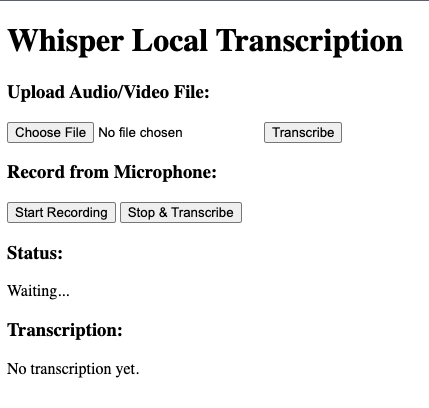 Whisper Local Transcription
Upload Audio/Video File:
Choose File No file chosen Transcribe
Record from Microphone:
Start Recording Stop & Transcribe
Status:
Waiting...
Transcription:
No transcription yet.